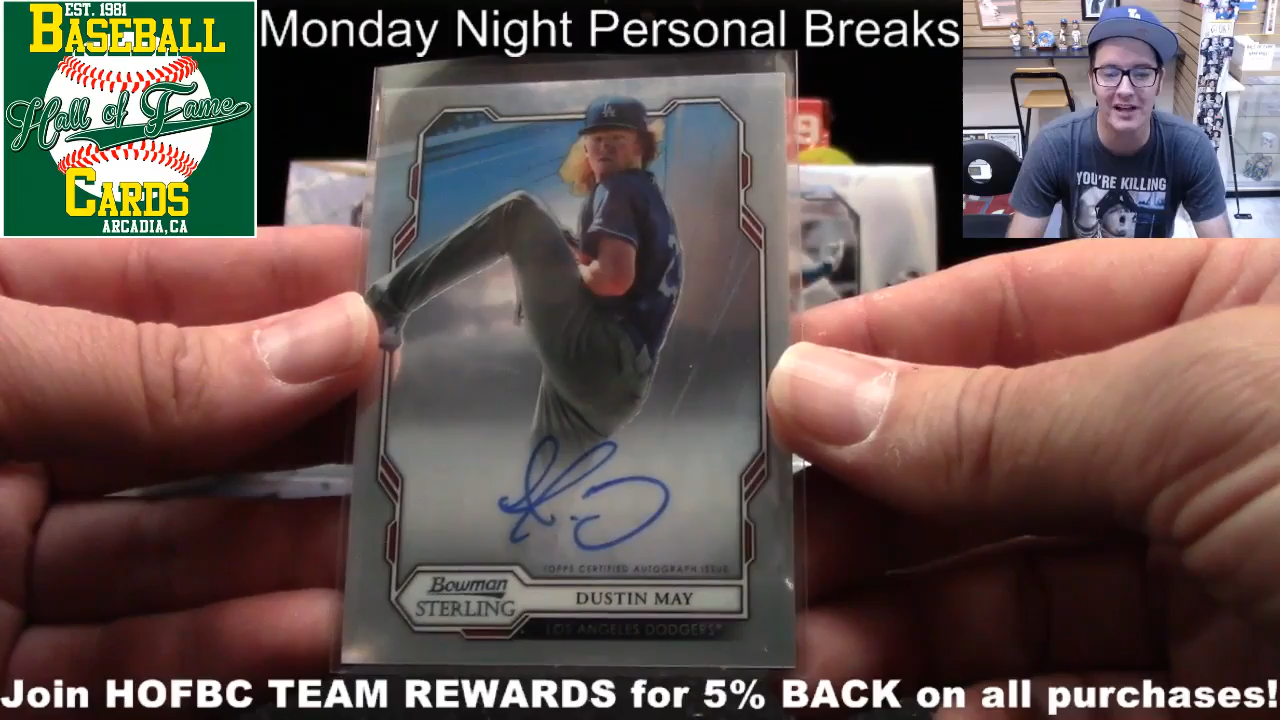 EST. 1981
BASEBALL
Hall of Fame
CARDS
ARCADIA, CA
Monday Night Personal Breaks
YOU'RE KILLING
LA
TOPPS CERTIFIED AUTOGRAPH ISSUE
Bowman
STERLING
DUSTIN MAY
LOS ANGELES DODGERS
Join HOFBC TEAM REWARDS for 5% BACK on all purchases!